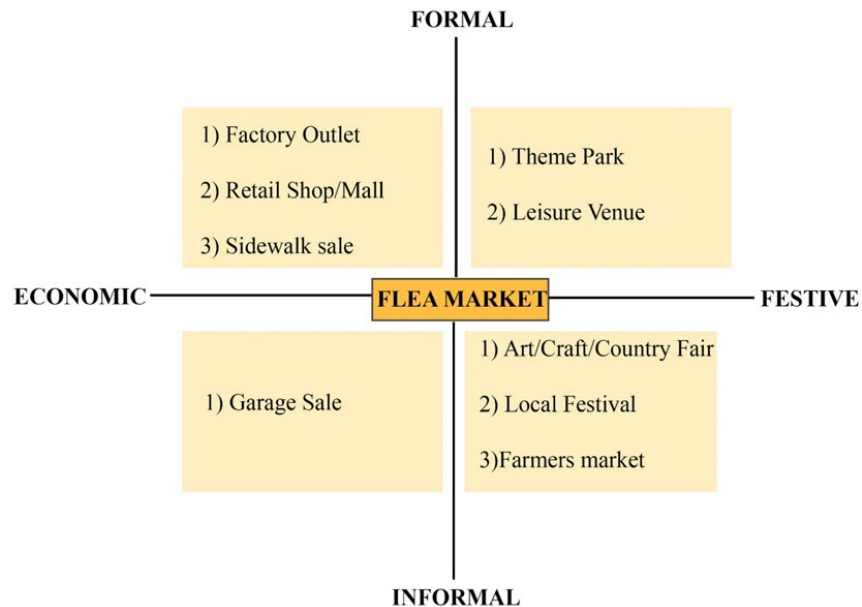 FORMAL
1) Factory Outlet
2) Retail Shop/Mall
3) Sidewalk sale
1) Theme Park
2) Leisure Venue
ECONOMIC
FLEA MARKET
FESTIVE
1) Garage Sale
1) Art/Craft/Country Fair
2) Local Festival
3)Farmers market
INFORMAL